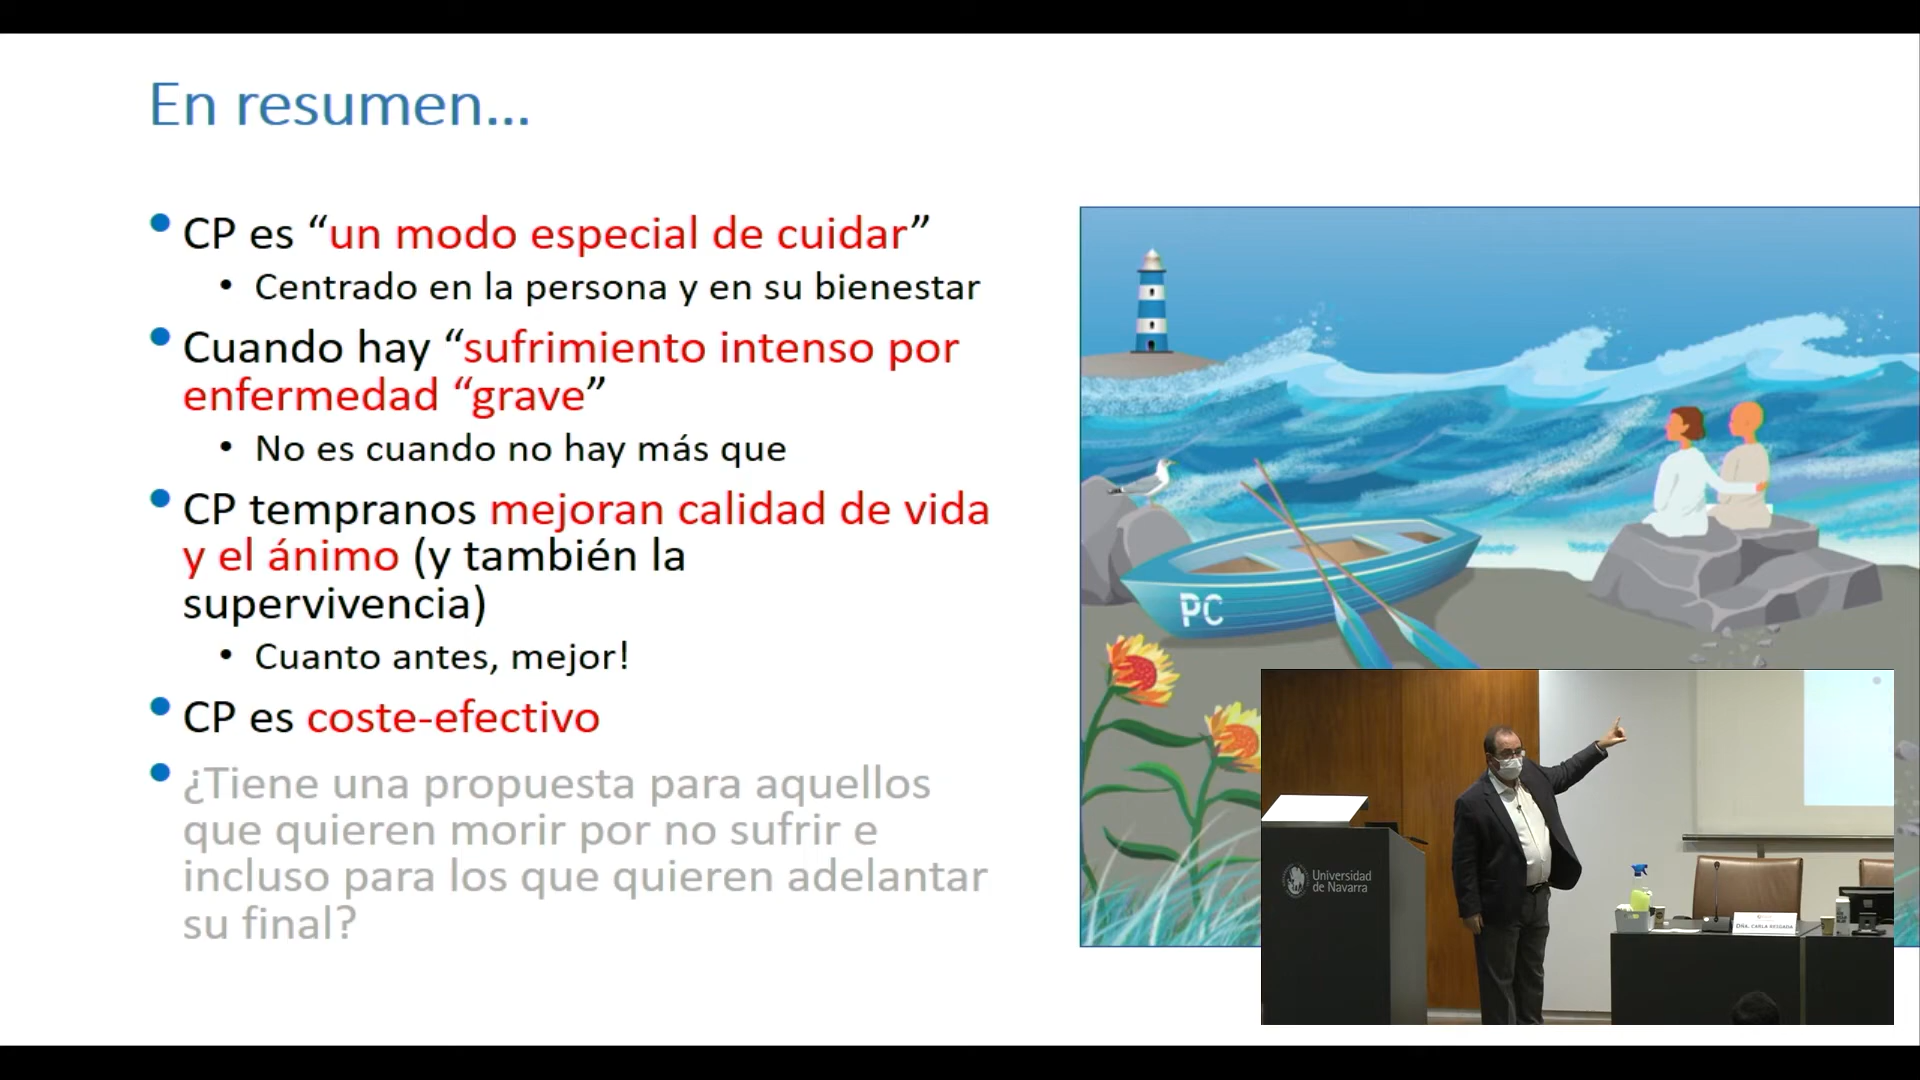 En resumen...
• CP es “un modo especial de cuidar”
• Centrado en la persona y en su bienestar
• Cuando hay “sufrimiento intenso por
enfermedad “grave”
• No es cuando no hay más que
• CP tempranos mejoran calidad de vida
y el ánimo (y también la
supervivencia)
• Cuanto antes, mejor!
• CP es coste-efectivo
• ¿Tiene una propuesta para aquellos
que quieren morir por no sufrir e
incluso para los que quieren adelantar
su final?
PC
Universidad
de Navarra
DÑA. CARLA REIGADA